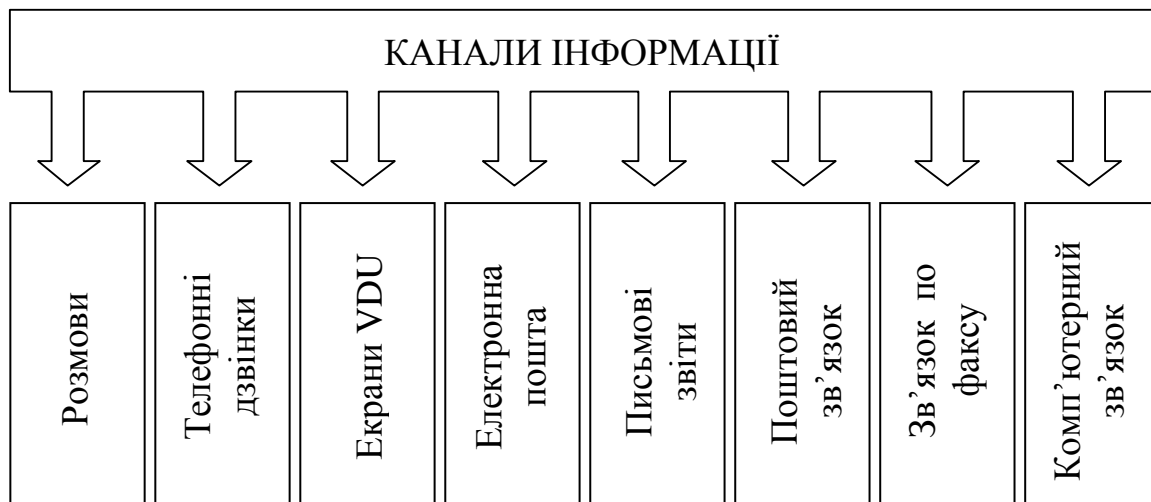 КАНАЛИ ІНФОРМАЦІЇ
Розмови
Телефонні
дзвінки
Екрани VDU
Електронна
пошта
Письмові
звіти
Поштовий
зв’язок
Зв’язок по
факсу
Комп’ютерний
зв’язок